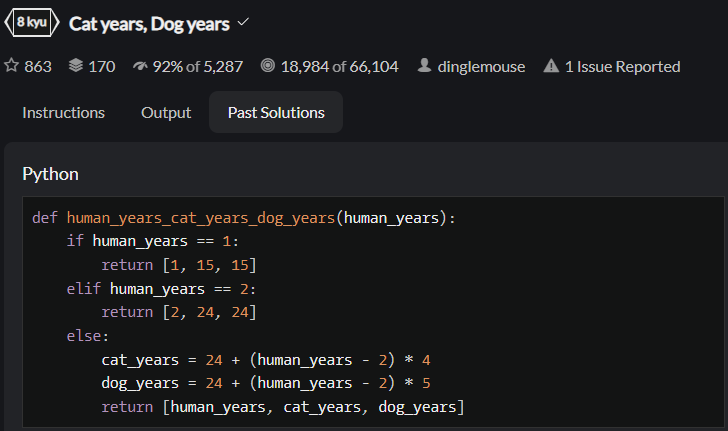 8 kyu Cat years, Dog years
863 170 92% of 5,287 18,984 of 66,104 dinglemouse 1 Issue Reported
Instructions Output Past Solutions
Python
def human_years_cat_years_dog_years(human_years):
    if human_years == 1:
        return [1, 15, 15]
    elif human_years == 2:
        return [2, 24, 24]
    else:
        cat_years = 24 + (human_years - 2) * 4
        dog_years = 24 + (human_years - 2) * 5
        return [human_years, cat_years, dog_years]